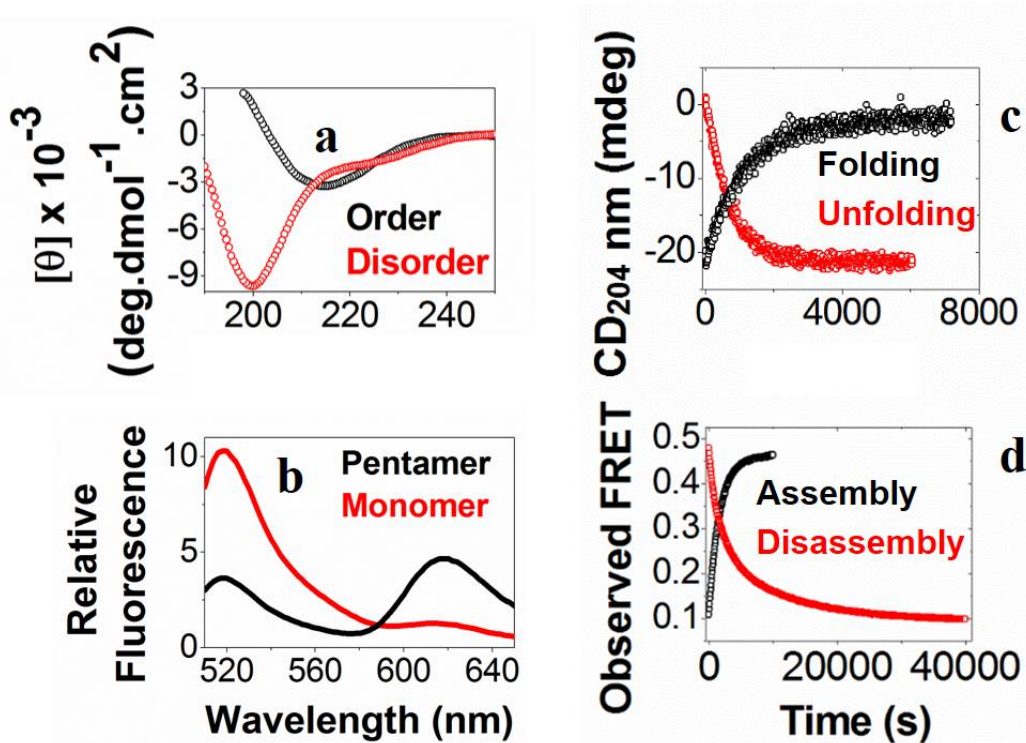 [θ] x 10⁻³
(deg.dmol⁻¹.cm²)
3
0
-3
-6
-9
a
Order
Disorder
200
220
240
CD₂₀₄ nm (mdeg)
0
-10
-20
c
Folding
Unfolding
0
4000
8000
Relative
Fluorescence
10
5
0
b
Pentamer
Monomer
520
560
600
640
Wavelength (nm)
Observed FRET
0.5
0.4
0.3
0.2
0.1
d
Assembly
Disassembly
0
20000
40000
Time (s)